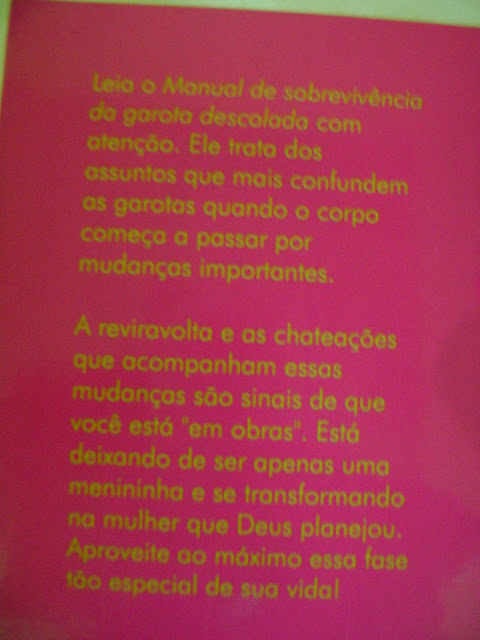 Leia o Manual de sobrevivência
da garota descolada com
atenção. Ele trata dos
assuntos que mais confundem
as garotas quando o corpo
começa a passar por
mudanças importantes.
A reviravolta e as chateações
que acompanham essas
mudanças são sinais de que
você está "em obras". Está
deixando de ser apenas uma
menininha e se transformando
na mulher que Deus planejou.
Aproveite ao máximo essa fase
tão especial de sua vida!